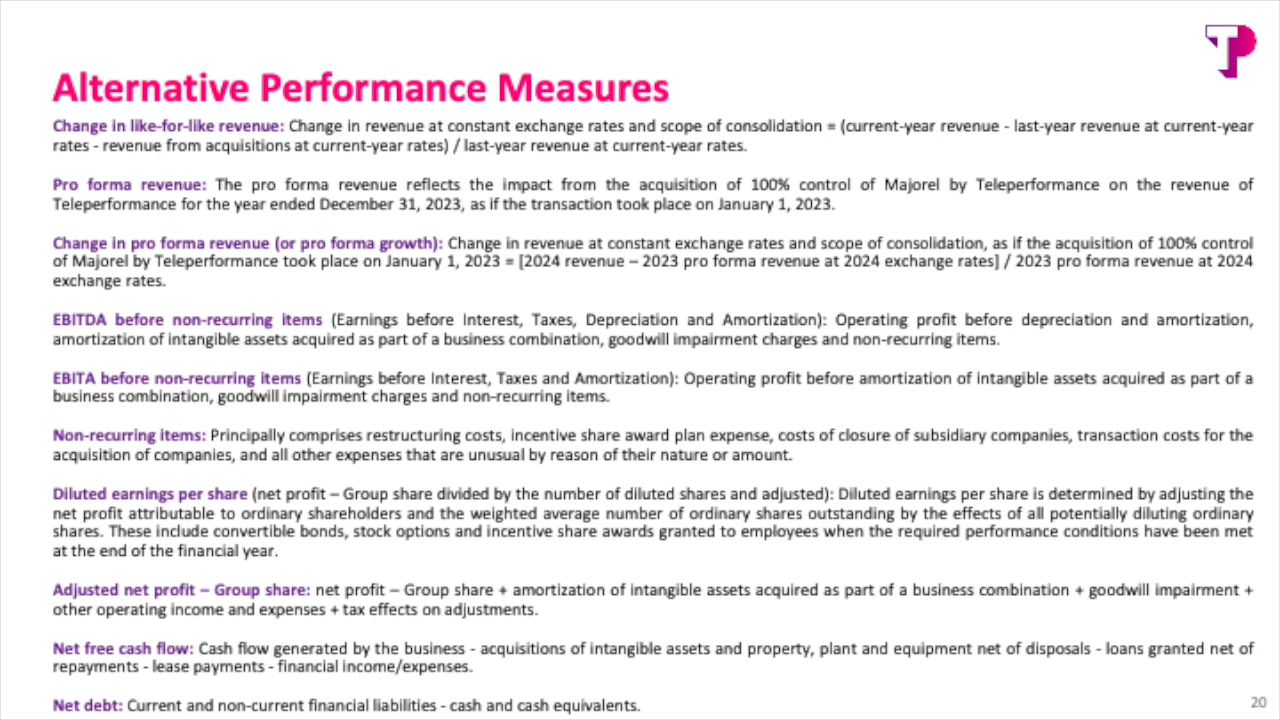 TP
Alternative Performance Measures
Change in like-for-like revenue: Change in revenue at constant exchange rates and scope of consolidation = (current-year revenue - last-year revenue at current-year
rates - revenue from acquisitions at current-year rates) / last-year revenue at current-year rates.
Pro forma revenue: The pro forma revenue reflects the impact from the acquisition of 100% control of Majorel by Teleperformance on the revenue of
Teleperformance for the year ended December 31, 2023, as if the transaction took place on January 1, 2023.
Change in pro forma revenue (or pro forma growth): Change in revenue at constant exchange rates and scope of consolidation, as if the acquisition of 100% control
of Majorel by Teleperformance took place on January 1, 2023 = [2024 revenue – 2023 pro forma revenue at 2024 exchange rates] / 2023 pro forma revenue at 2024
exchange rates.
EBITDA before non-recurring items (Earnings before Interest, Taxes, Depreciation and Amortization): Operating profit before depreciation and amortization,
amortization of intangible assets acquired as part of a business combination, goodwill impairment charges and non-recurring items.
EBITA before non-recurring items (Earnings before Interest, Taxes and Amortization): Operating profit before amortization of intangible assets acquired as part of a
business combination, goodwill impairment charges and non-recurring items.
Non-recurring items: Principally comprises restructuring costs, incentive share award plan expense, costs of closure of subsidiary companies, transaction costs for the
acquisition of companies, and all other expenses that are unusual by reason of their nature or amount.
Diluted earnings per share (net profit – Group share divided by the number of diluted shares and adjusted): Diluted earnings per share is determined by adjusting the
net profit attributable to ordinary shareholders and the weighted average number of ordinary shares outstanding by the effects of all potentially diluting ordinary
shares. These include convertible bonds, stock options and incentive share awards granted to employees when the required performance conditions have been met
at the end of the financial year.
Adjusted net profit – Group share: net profit – Group share + amortization of intangible assets acquired as part of a business combination + goodwill impairment +
other operating income and expenses + tax effects on adjustments.
Net free cash flow: Cash flow generated by the business - acquisitions of intangible assets and property, plant and equipment net of disposals - loans granted net of
repayments - lease payments - financial income/expenses.
Net debt: Current and non-current financial liabilities - cash and cash equivalents.
20